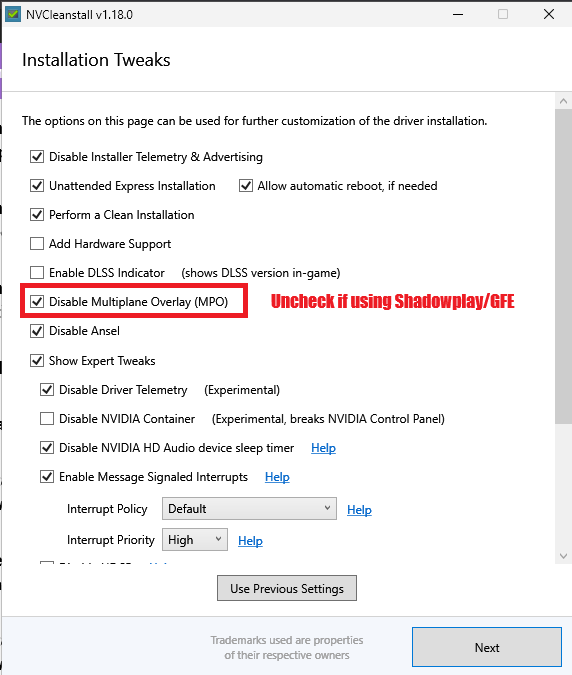 NVCleanstall v1.18.0
Installation Tweaks
The options on this page can be used for further customization of the driver installation.
Disable Installer Telemetry & Advertising
Unattended Express Installation Allow automatic reboot, if needed
Perform a Clean Installation
Add Hardware Support
Enable DLSS Indicator (shows DLSS version in-game)
Disable Multiplane Overlay (MPO) Uncheck if using Shadowplay/GFE
Disable Ansel
Show Expert Tweaks
Disable Driver Telemetry (Experimental)
Disable NVIDIA Container (Experimental, breaks NVIDIA Control Panel)
Disable NVIDIA HD Audio device sleep timer Help
Enable Message Signaled Interrupts Help
Interrupt Policy Default Help
Interrupt Priority High Help
Use Previous Settings
Trademarks used are properties
of their respective owners
Next